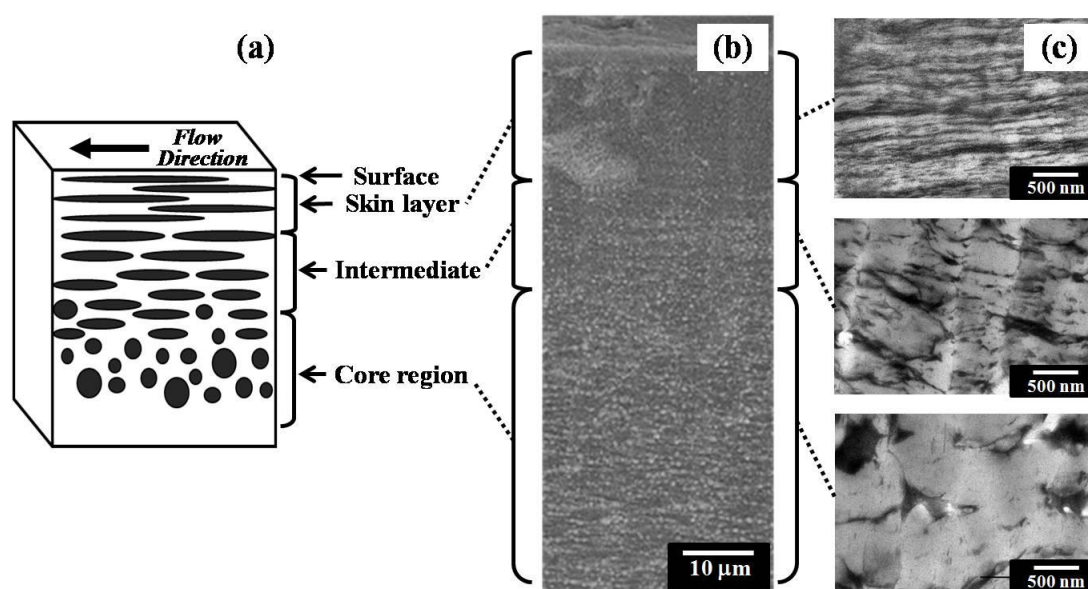 (a)
Flow
Direction
Surface
Skin layer
Intermediate
Core region
(b)
10 μm
(c)
500 nm
500 nm
500 nm